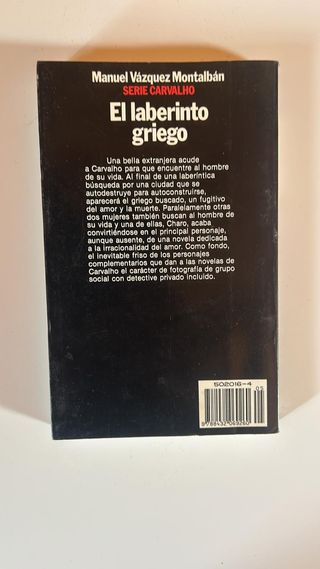 Manuel Vázquez Montalbán
SERIE CARVALHO
El laberinto
griego
Una bella extranjera acude
a Carvalho para que encuentre al hombre
de su vida. Al final de una laberíntica
búsqueda por una ciudad que se
autodestruye para autoconstruirse,
aparecerá el griego buscado, un fugitivo
del amor y la muerte. Paralelamente otras
dos mujeres también buscan al hombre de
su vida y una de ellas, Charo, acaba
convirtiéndose en el principal personaje,
aunque ausente, de una novela dedicada
a la irracionalidad del amor. Como fondo,
el inevitable friso de los personajes
complementarios que dan a las novelas de
Carvalho el carácter de fotografía de grupo
social con detective privado incluido.
502016-4
05
9788432069260